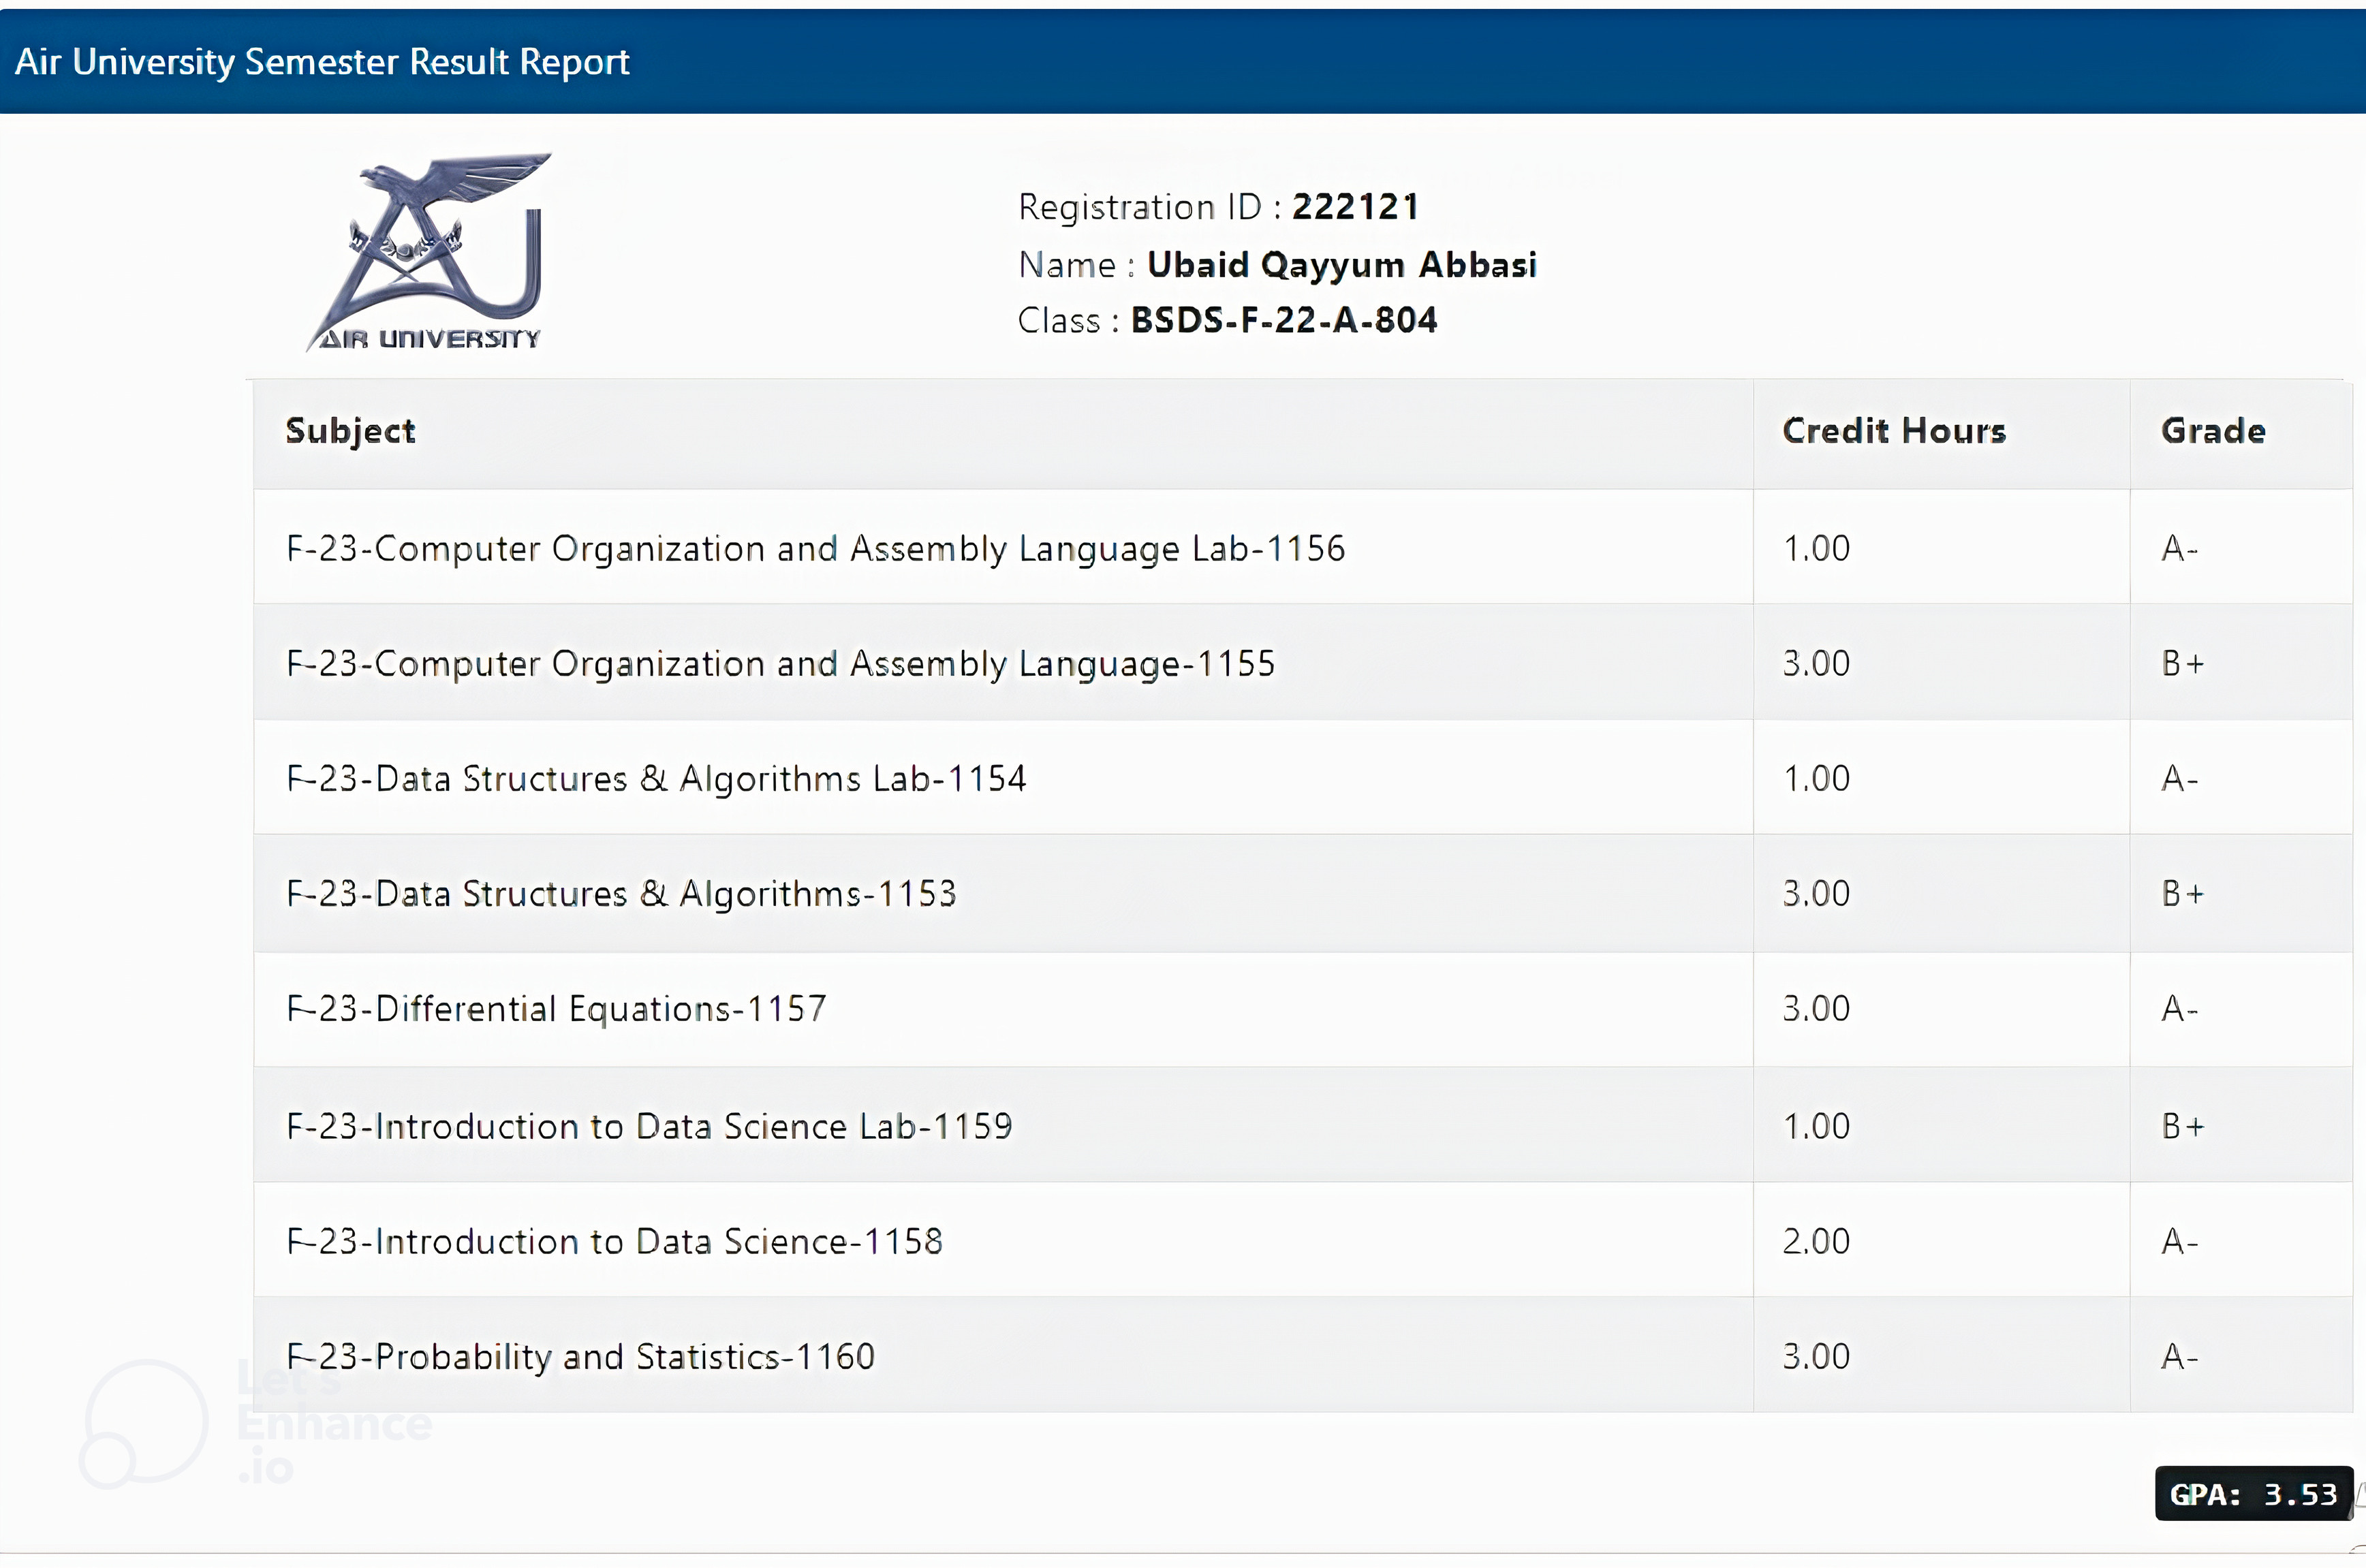 Air University Semester Result Report
AIR UNIVERSITY
Registration ID : 222121
Name : Ubaid Qayyum Abbasi
Class : BSDS-F-22-A-804
Subject Credit Hours Grade
F-23-Computer Organization and Assembly Language Lab-1156 1.00 A-
F-23-Computer Organization and Assembly Language-1155 3.00 B+
F-23-Data Structures & Algorithms Lab-1154 1.00 A-
F-23-Data Structures & Algorithms-1153 3.00 B+
F-23-Differential Equations-1157 3.00 A-
F-23-Introduction to Data Science Lab-1159 1.00 B+
F-23-Introduction to Data Science-1158 2.00 A-
F-23-Probability and Statistics-1160 3.00 A-
Let's
Enhance
.io
GPA: 3.53